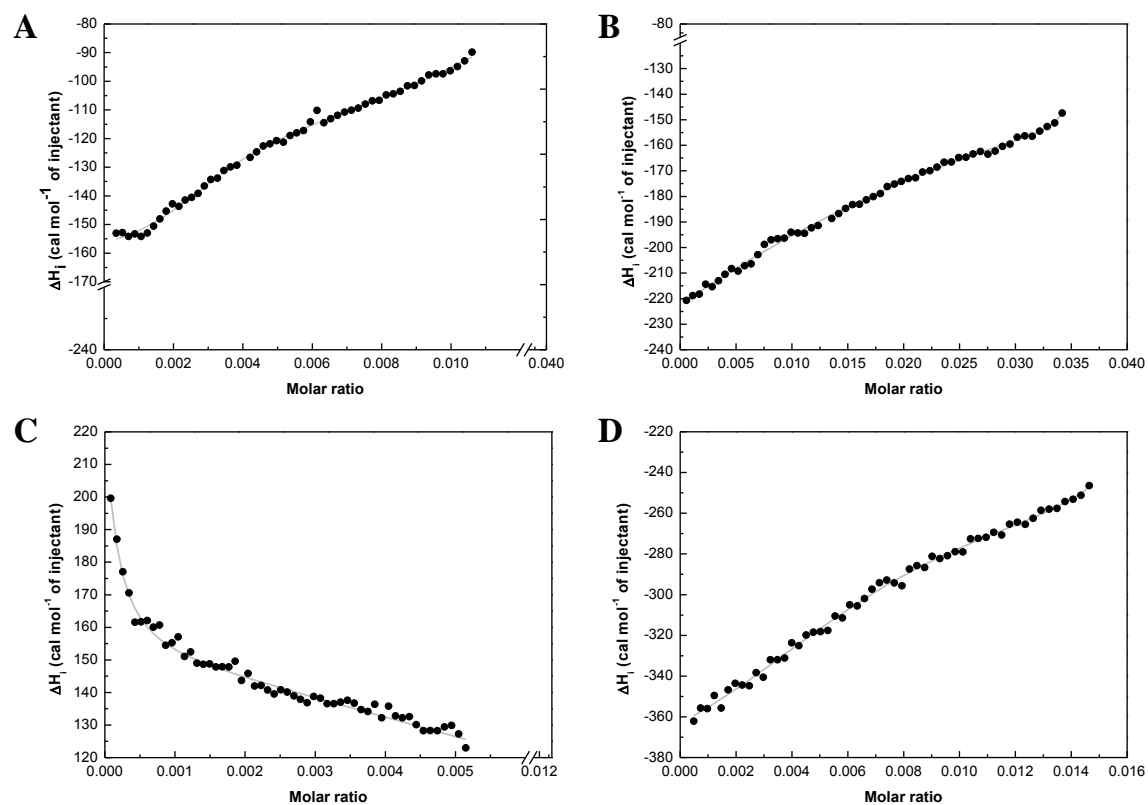 A
-80
-90
-100
-110
-120
-130
-140
-150
-160
-170
-240
ΔHᵢ (cal mol⁻¹ of injectant)
0.000 0.002 0.004 0.006 0.008 0.010 0.040
Molar ratio
B
-80
-130
-140
-150
-160
-170
-180
-190
-200
-210
-220
-230
-240
ΔHᵢ (cal mol⁻¹ of injectant)
0.000 0.005 0.010 0.015 0.020 0.025 0.030 0.035 0.040
Molar ratio
C
220
210
200
190
180
170
160
150
140
130
120
ΔHᵢ (cal mol⁻¹ of injectant)
0.000 0.001 0.002 0.003 0.004 0.005 0.012
Molar ratio
D
-220
-240
-260
-280
-300
-320
-340
-360
-380
ΔHᵢ (cal mol⁻¹ of injectant)
0.000 0.002 0.004 0.006 0.008 0.010 0.012 0.014 0.016
Molar ratio